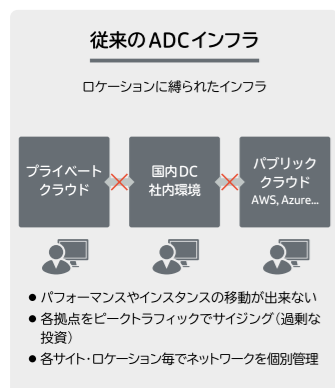 従来のADCインフラ
ロケーションに縛られたインフラ
プライベート
クラウド
国内DC
社内環境
パブリック
クラウド
AWS, Azure...
● パフォーマンスやインスタンスの移動が出来ない
● 各拠点をピークトラフィックでサイジング(過剰な
投資)
● 各サイト・ロケーション毎でネットワークを個別管理